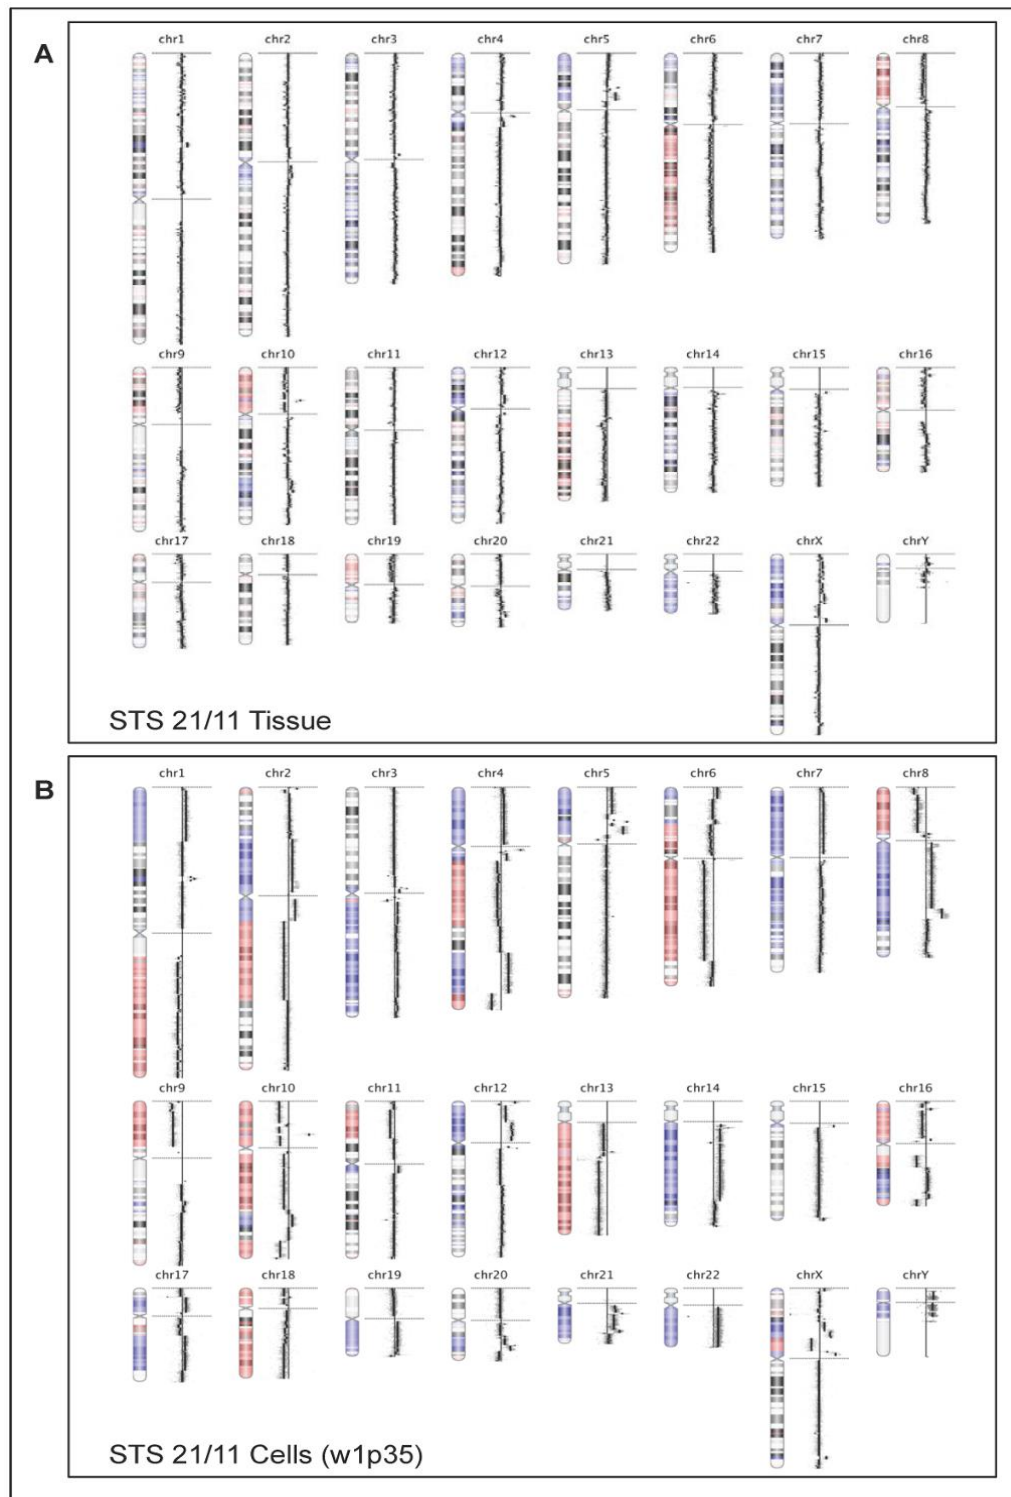 A
chr1 chr2 chr3 chr4 chr5 chr6 chr7 chr8
chr9 chr10 chr11 chr12 chr13 chr14 chr15 chr16
chr17 chr18 chr19 chr20 chr21 chr22 chrX chrY
STS 21/11 Tissue
B
chr1 chr2 chr3 chr4 chr5 chr6 chr7 chr8
chr9 chr10 chr11 chr12 chr13 chr14 chr15 chr16
chr17 chr18 chr19 chr20 chr21 chr22 chrX chrY
STS 21/11 Cells (w1p35)